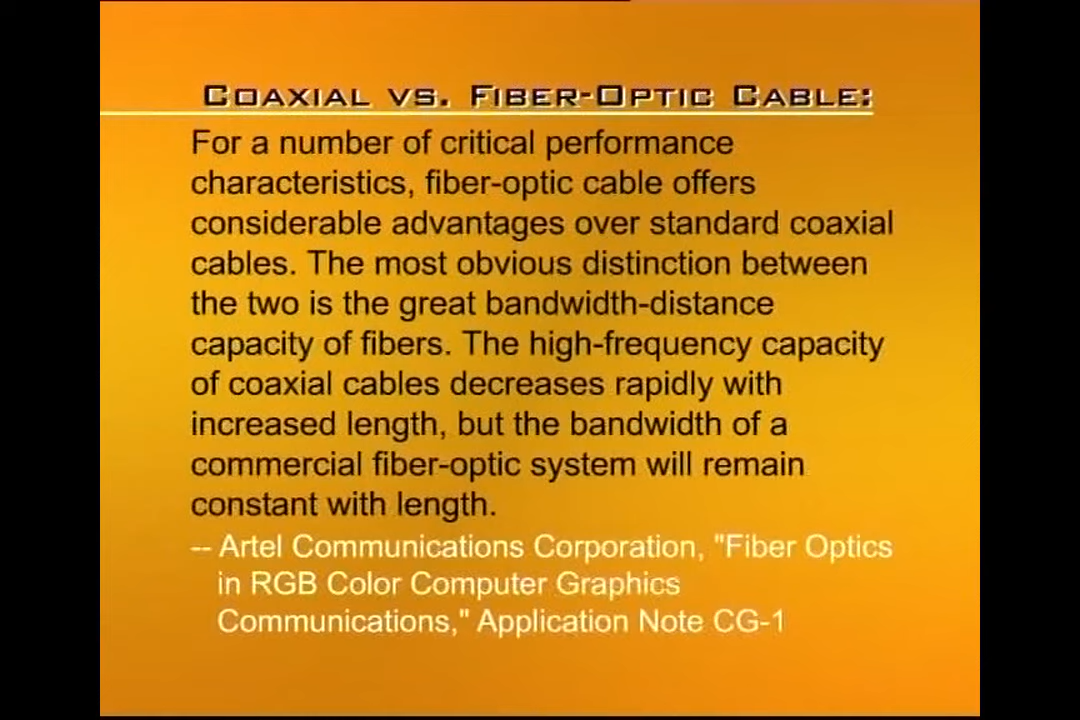 Coaxial vs. Fiber-Optic Cable:
For a number of critical performance
characteristics, fiber-optic cable offers
considerable advantages over standard coaxial
cables. The most obvious distinction between
the two is the great bandwidth-distance
capacity of fibers. The high-frequency capacity
of coaxial cables decreases rapidly with
increased length, but the bandwidth of a
commercial fiber-optic system will remain
constant with length.
-- Artel Communications Corporation, "Fiber Optics
in RGB Color Computer Graphics
Communications," Application Note CG-1